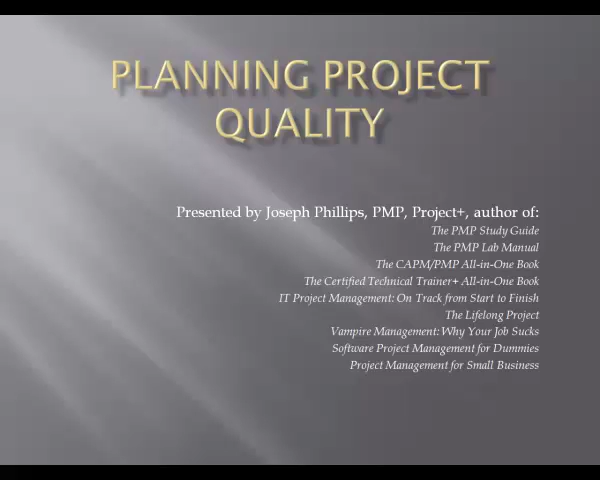 PLANNING PROJECT
QUALITY
Presented by Joseph Phillips, PMP, Project+, author of:
The PMP Study Guide
The PMP Lab Manual
The CAPM/PMP All-in-One Book
The Certified Technical Trainer+ All-in-One Book
IT Project Management: On Track from Start to Finish
The Lifelong Project
Vampire Management: Why Your Job Sucks
Software Project Management for Dummies
Project Management for Small Business